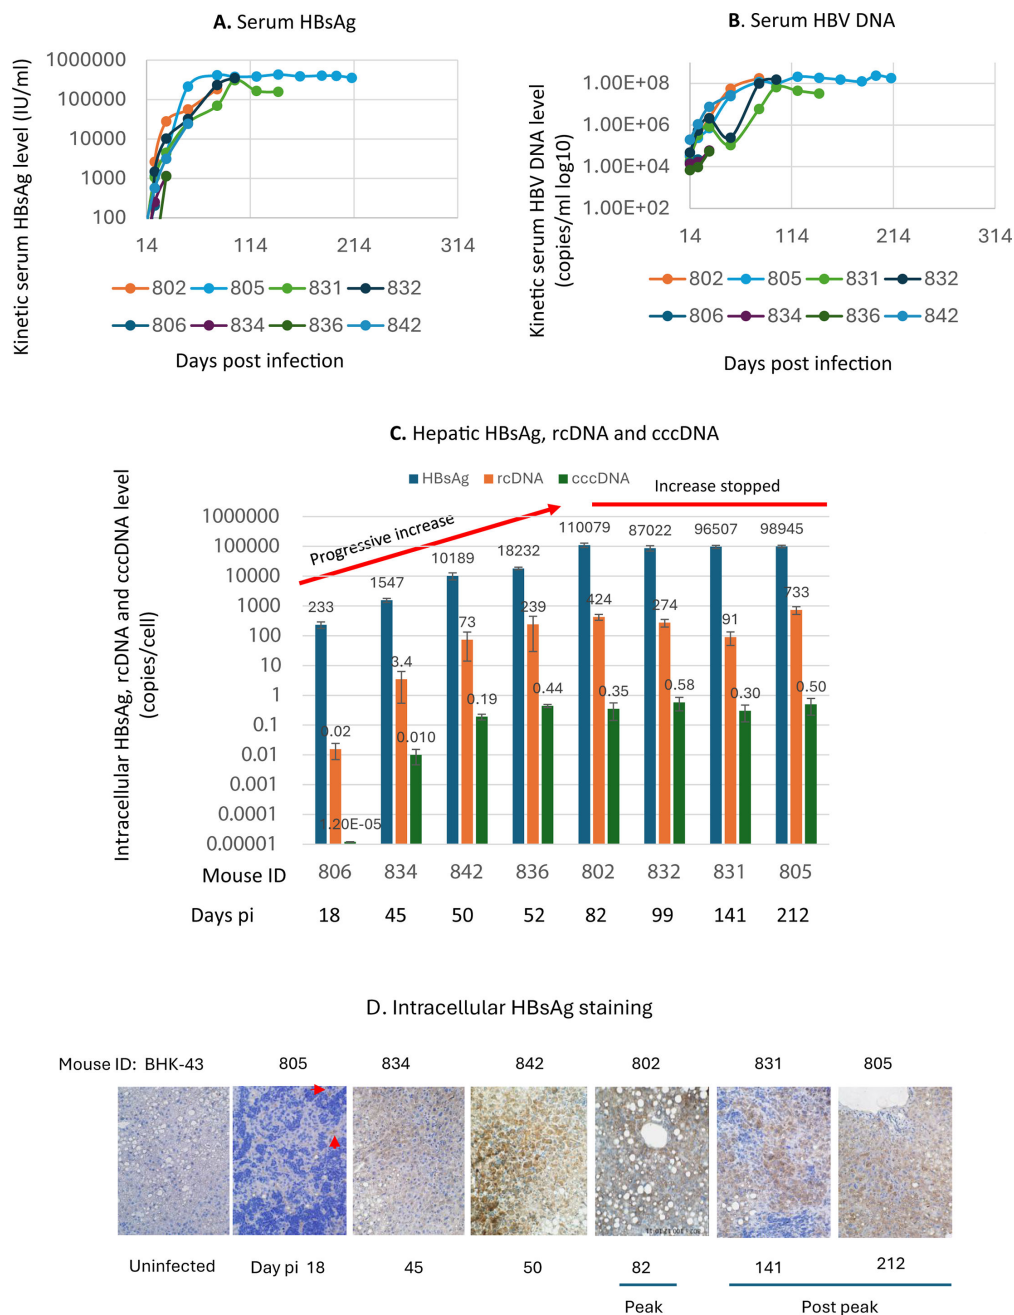 A. Serum HBsAg
Kinetic serum HBsAg level (IU/ml)
1000000
100000
10000
1000
100
14 114 214 314
802 805 831 832
806 834 836 842
Days post infection
B. Serum HBV DNA
Kinetic serum HBV DNA level
(copies/ml log10)
1.00E+08
1.00E+06
1.00E+04
1.00E+02
14 114 214 314
802 805 831 832
806 834 836 842
Days post infection
C. Hepatic HBsAg, rcDNA and cccDNA
HBsAg rcDNA cccDNA
Progressive increase
Increase stopped
Intracellular HBsAg, rcDNA and cccDNA level
(copies/cell)
1000000
100000
10000
1000
100
10
1
0.1
0.01
0.001
0.0001
0.00001
233 1547 10189 18232 110079 87022 96507 98945
0.02 3.4 73 239 424 274 91 733
1.20E-05 0.010 0.19 0.44 0.35 0.58 0.30 0.50
Mouse ID 806 834 842 836 802 832 831 805
Days pi 18 45 50 52 82 99 141 212
D. Intracellular HBsAg staining
Mouse ID: BHK-43 805 834 842 802 831 805
Uninfected Day pi 18 45 50 82 141 212
Peak Post peak